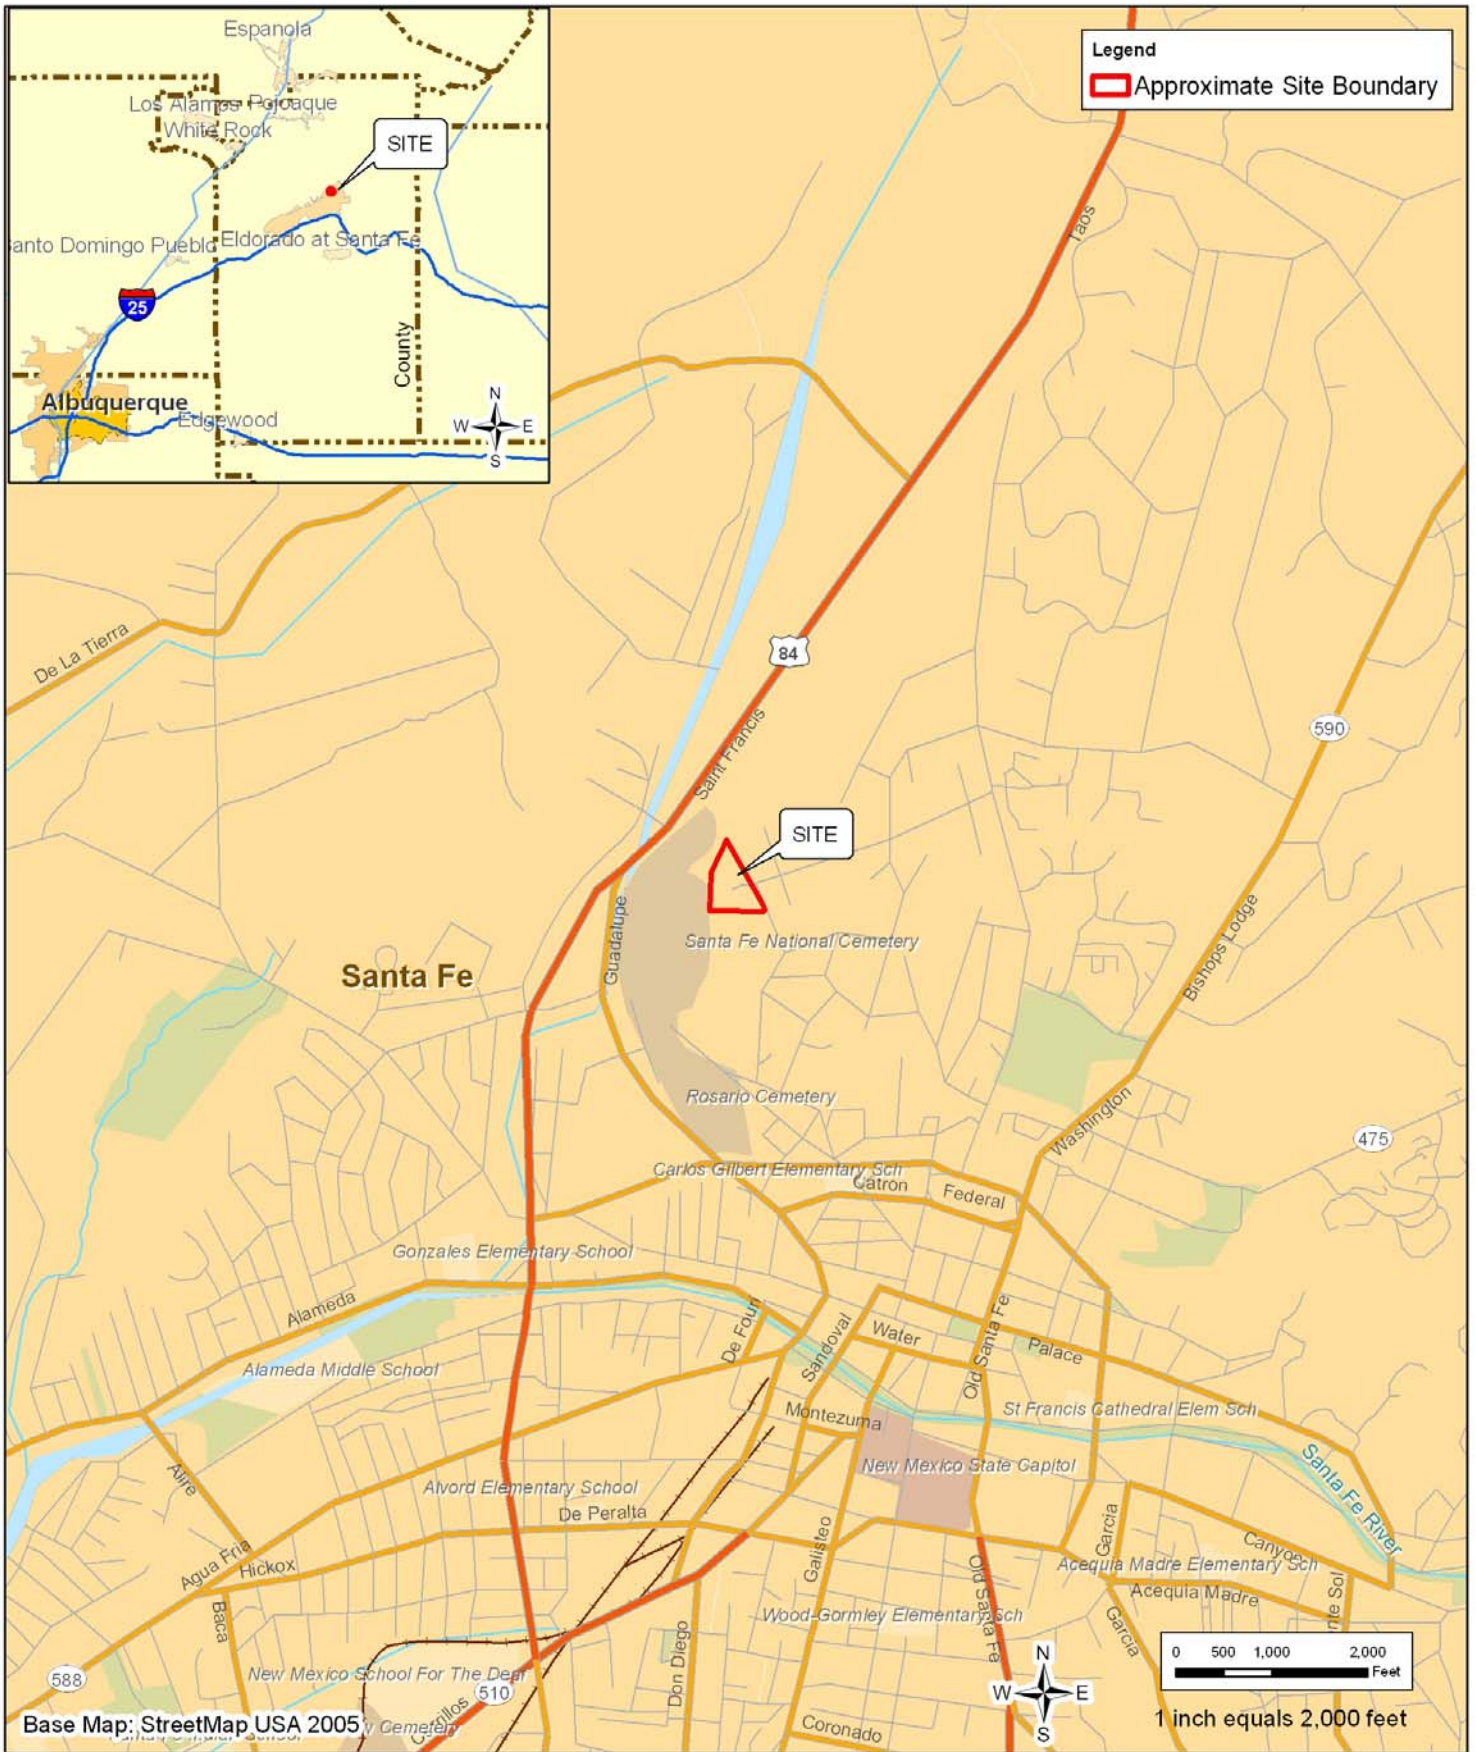 Espanola
Los Alamos
Pojoaque
White Rock
SITE
anto Domingo Pueblo
Eldorado at Santa Fe
25
County
Albuquerque
Edgewood
N
W E
S
Legend
Approximate Site Boundary
Taos
De La Tierra
84
Saint Francis
590
SITE
Guadalupe
Santa Fe National Cemetery
Santa Fe
Bishops Lodge
Rosario Cemetery
Washington
475
Carlos Gilbert Elementary Sch
Catron
Federal
Gonzales Elementary School
Alameda
De Fouri
Sandoval
Water
Old Santa Fe
Palace
Alameda Middle School
Montezuma
St Francis Cathedral Elem Sch
Alire
New Mexico State Capitol
Santa Fe River
Alvord Elementary School
De Peralta
Garcia
Canyon
Agua Fria
Hickox
Galisteo
Old Santa Fe
Acequia Madre Elementary Sch
Acequia Madre
nte Sol
Baca
Wood-Gormley Elementary Sch
Garcia
Don Diego
588
New Mexico School For The Deaf
510
Cerrillos
Coronado
N
W E
S
0 500 1,000 2,000
Feet
1 inch equals 2,000 feet
Base Map: StreetMap USA 2005
w Cemetery